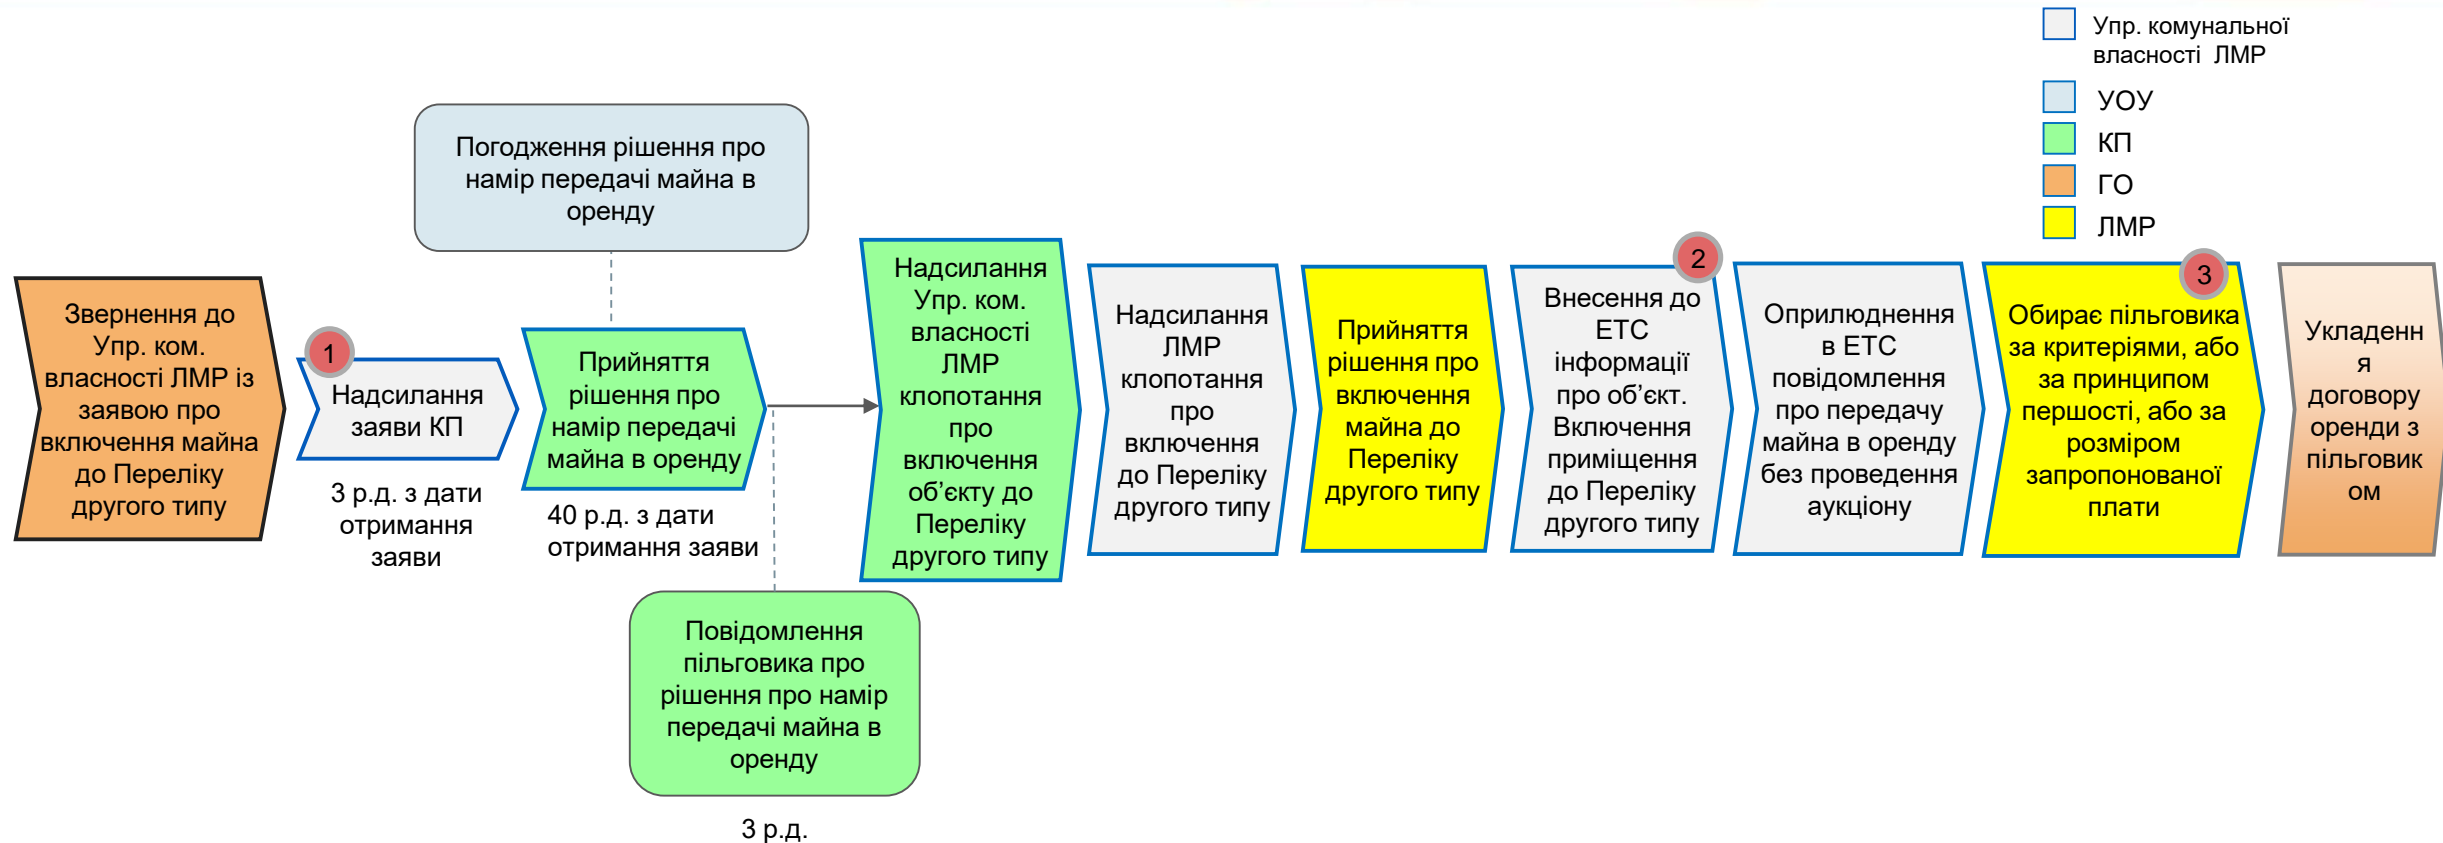 Упр. комунальної
власності ЛМР
УОУ
КП
ГО
ЛМР
Погодження рішення про
намір передачі майна в
оренду
Звернення до
Упр. ком.
власності ЛМР із
заявою про
включення майна
до Переліку
другого типу
1
Надсилання
заяви КП
3 р.д. з дати
отримання
заяви
Прийняття
рішення про
намір передачі
майна в оренду
40 р.д. з дати
отримання заяви
Повідомлення
пільговика про
рішення про намір
передачі майна в
оренду
3 р.д.
Надсилання
Упр. ком.
власності
ЛМР
клопотання
про
включення
об’єкту до
Переліку
другого типу
Надсилання
ЛМР
клопотання
про
включення
до Переліку
другого типу
Прийняття
рішення про
включення
майна до
Переліку
другого типу
2
Внесення до
ЕТС
інформації
про об’єкт.
Включення
приміщення
до Переліку
другого типу
Оприлюднення
в ЕТС
повідомлення
про передачу
майна в оренду
без проведення
аукціону
3
Обирає пільговика
за критеріями, або
за принципом
першості, або за
розміром
запропонованої
плати
Укладенн
я
договору
оренди з
пільговик
ом